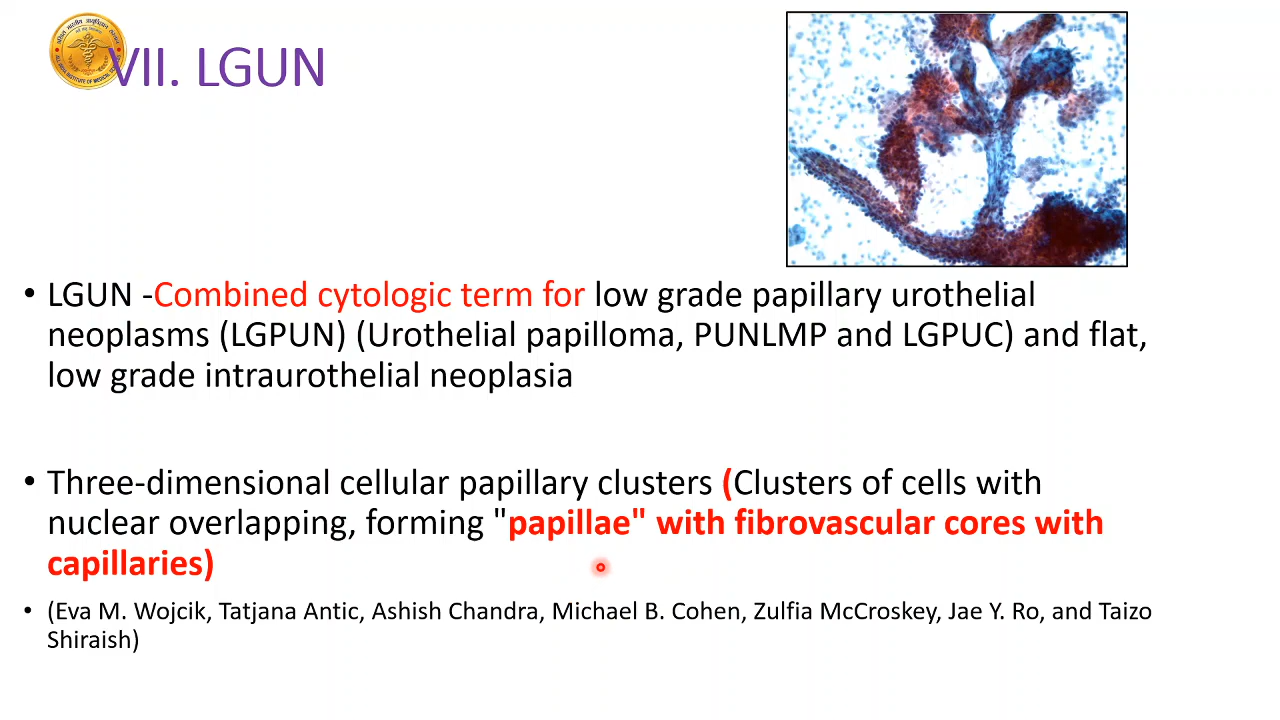 VII. LGUN
• LGUN -Combined cytologic term for low grade papillary urothelial
neoplasms (LGPUN) (Urothelial papilloma, PUNLMP and LGPUC) and flat,
low grade intraurothelial neoplasia
• Three-dimensional cellular papillary clusters (Clusters of cells with
nuclear overlapping, forming "papillae" with fibrovascular cores with
capillaries)
• (Eva M. Wojcik, Tatjana Antic, Ashish Chandra, Michael B. Cohen, Zulfia McCroskey, Jae Y. Ro, and Taizo
Shiraish)